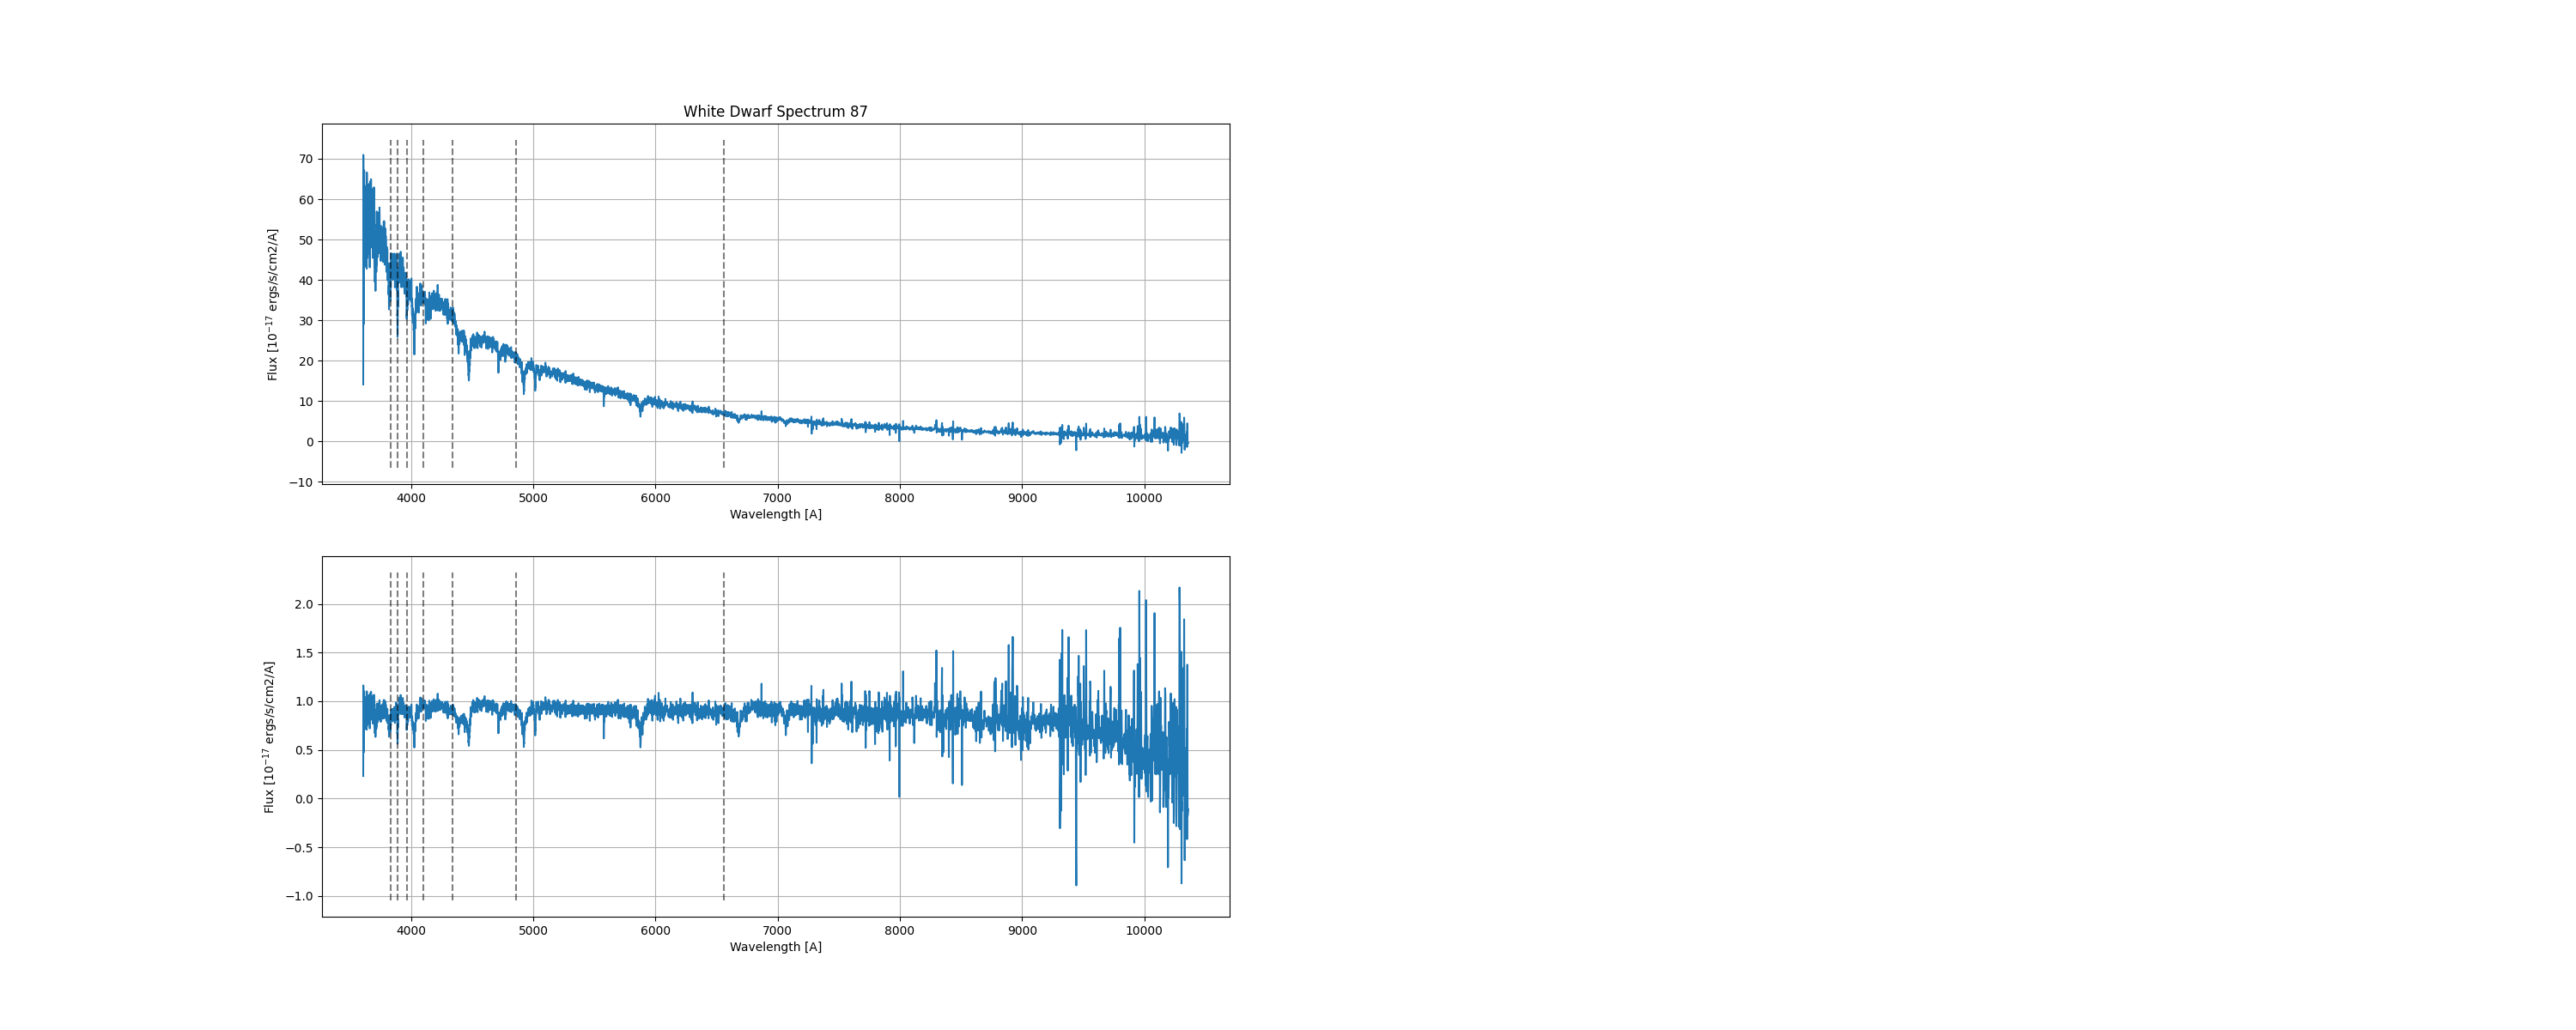 White Dwarf Spectrum 87
Flux [10⁻¹⁷ ergs/s/cm2/A]
70
60
50
40
30
20
10
0
−10
4000 5000 6000 7000 8000 9000 10000
Wavelength [A]
Flux [10⁻¹⁷ ergs/s/cm2/A]
2.0
1.5
1.0
0.5
0.0
−0.5
−1.0
4000 5000 6000 7000 8000 9000 10000
Wavelength [A]